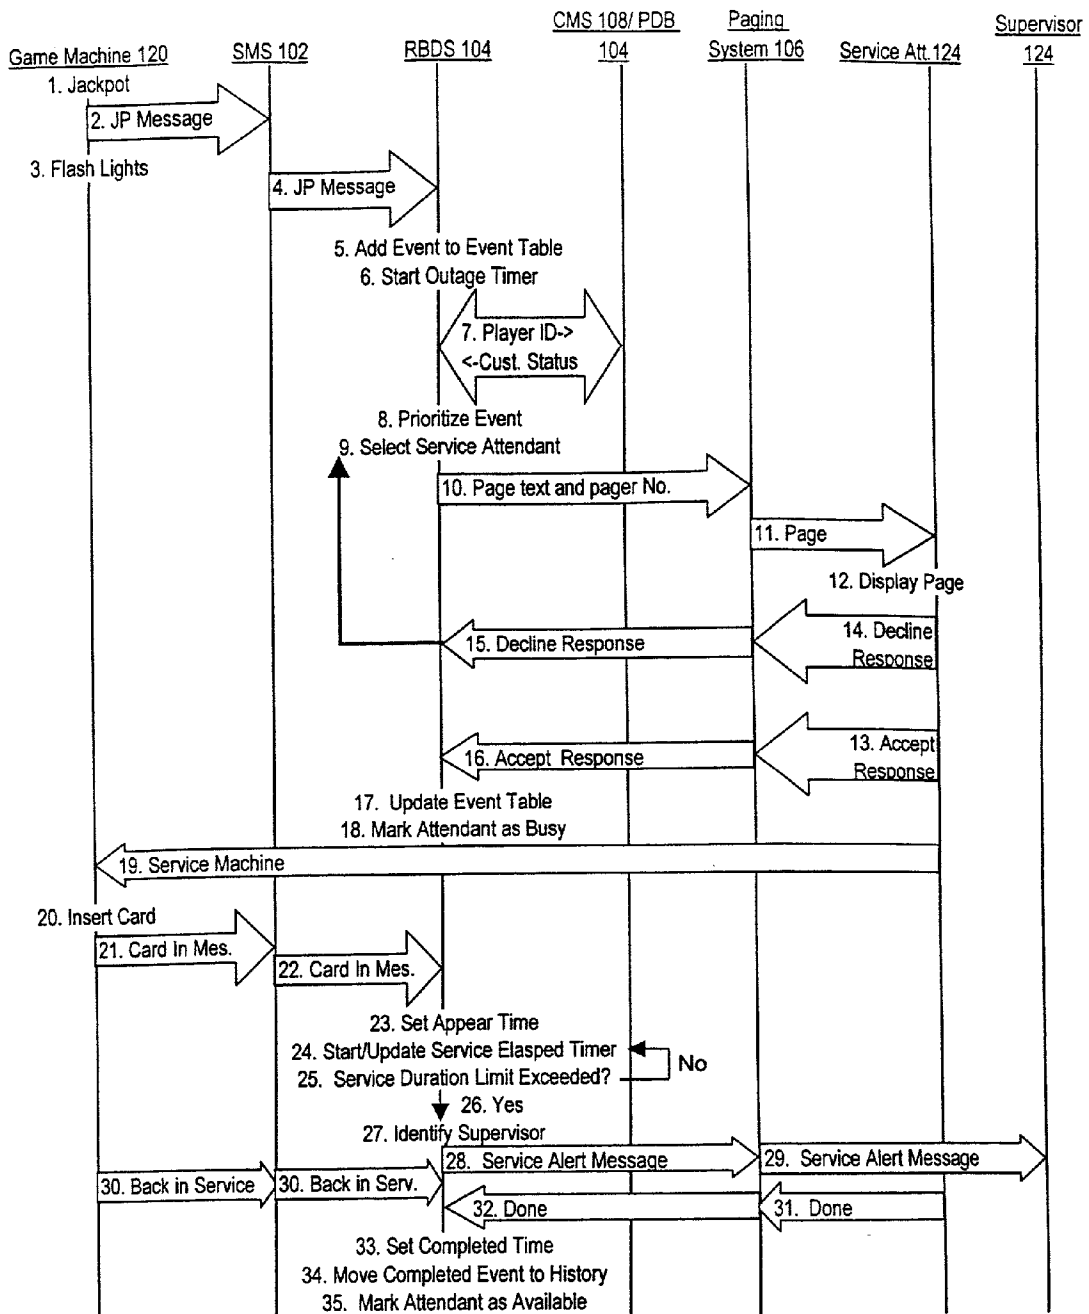 CMS 108/ PDB
104
Paging
System 106
Supervisor
124
Game Machine 120
SMS 102
RBDS 104
Service Att.124
1. Jackpot
2. JP Message
3. Flash Lights
4. JP Message
5. Add Event to Event Table
6. Start Outage Timer
7. Player ID->
<-Cust. Status
8. Prioritize Event
9. Select Service Attendant
10. Page text and pager No.
11. Page
12. Display Page
14. Decline
Response
15. Decline Response
13. Accept
Response
16. Accept Response
17. Update Event Table
18. Mark Attendant as Busy
19. Service Machine
20. Insert Card
21. Card In Mes.
22. Card In Mes.
23. Set Appear Time
24. Start/Update Service Elasped Timer
No
25. Service Duration Limit Exceeded?
26. Yes
27. Identify Supervisor
28. Service Alert Message
29. Service Alert Message
30. Back in Service
30. Back in Serv.
32. Done
31. Done
33. Set Completed Time
34. Move Completed Event to History
35. Mark Attendant as Available